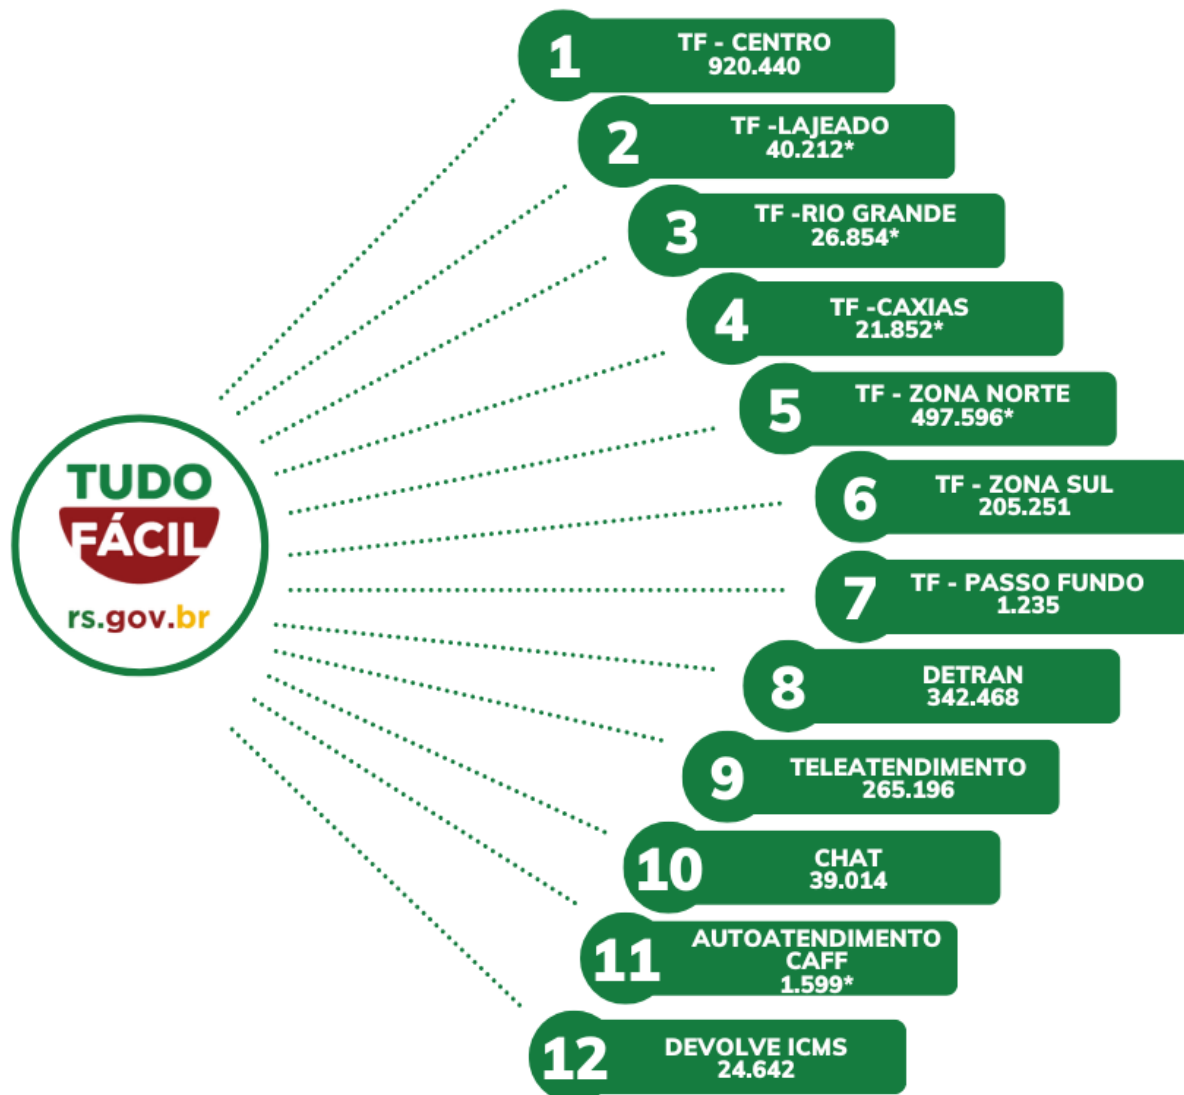 1
TF - CENTRO
920.440
2
TF -LAJEADO
40.212*
3
TF -RIO GRANDE
26.854*
4
TF -CAXIAS
21.852*
5
TF - ZONA NORTE
497.596*
6
TF - ZONA SUL
205.251
7
TF - PASSO FUNDO
1.235
TUDO
FÁCIL
rs.gov.br
8
DETRAN
342.468
9
TELEATENDIMENTO
265.196
10
CHAT
39.014
11
AUTOATENDIMENTO
CAFF
1.599*
12
DEVOLVE ICMS
24.642